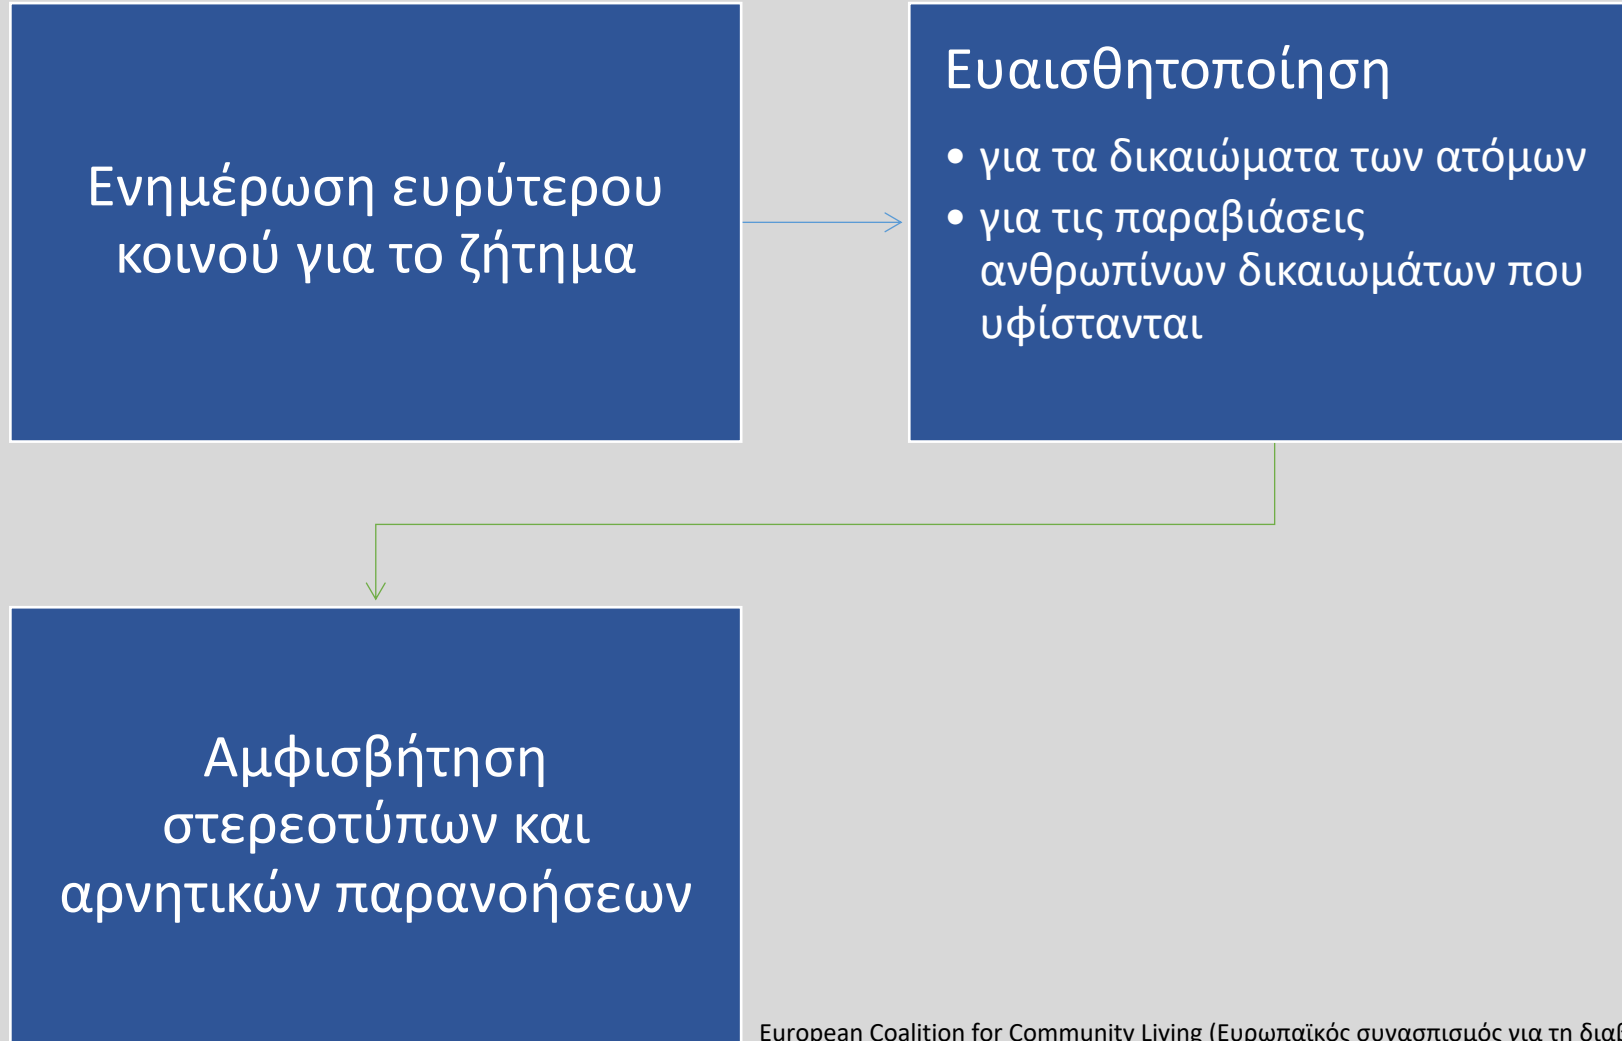 Ενημέρωση ευρύτερου
κοινού για το ζήτημα
Ευαισθητοποίηση
• για τα δικαιώματα των ατόμων
• για τις παραβιάσεις
ανθρωπίνων δικαιωμάτων που
υφίστανται
Αμφισβήτηση
στερεοτύπων και
αρνητικών παρανοήσεων
European Coalition for Community Living (Ευρωπαϊκός συνασπισμός για τη